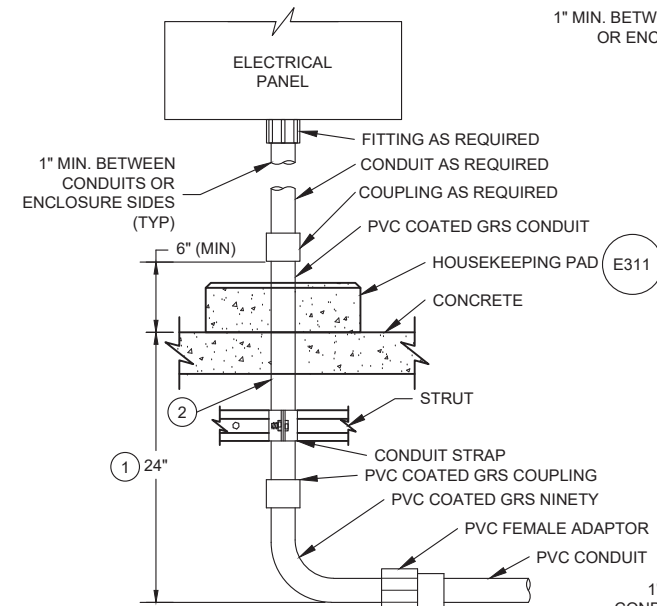 1" MIN. BETW
OR ENC
ELECTRICAL
PANEL
FITTING AS REQUIRED
1" MIN. BETWEEN
CONDUITS OR
ENCLOSURE SIDES
(TYP)
CONDUIT AS REQUIRED
COUPLING AS REQUIRED
PVC COATED GRS CONDUIT
6" (MIN)
HOUSEKEEPING PAD
E311
CONCRETE
2
STRUT
CONDUIT STRAP
1
24"
PVC COATED GRS COUPLING
PVC COATED GRS NINETY
PVC FEMALE ADAPTOR
PVC CONDUIT
1"
COND